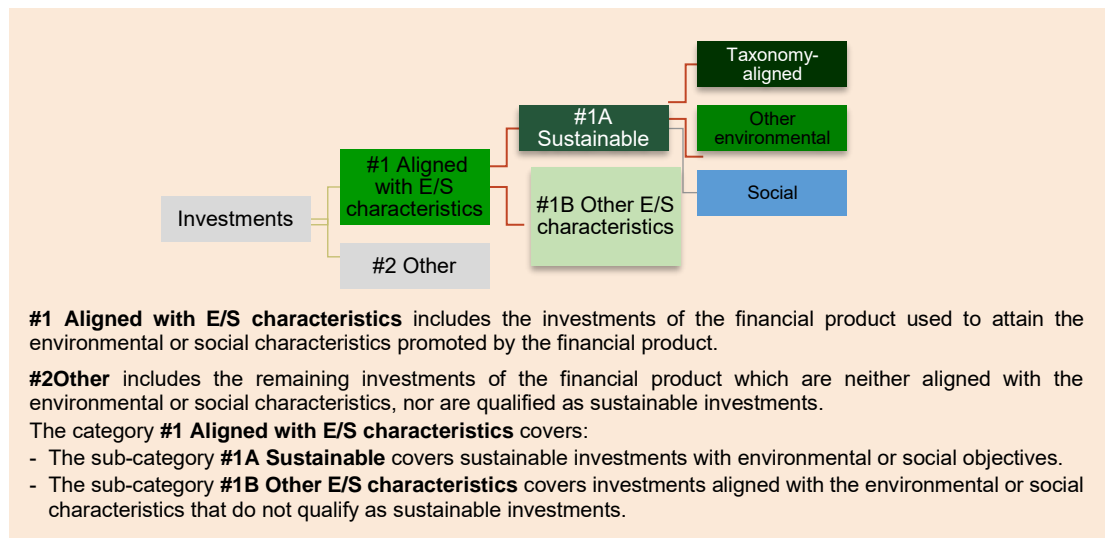 Taxonomy-
aligned
#1A
Sustainable
Other
environmental
#1 Aligned
with E/S
characteristics
#1B Other E/S
characteristics
Social
Investments
#2 Other
#1 Aligned with E/S characteristics includes the investments of the financial product used to attain the
environmental or social characteristics promoted by the financial product.
#2Other includes the remaining investments of the financial product which are neither aligned with the
environmental or social characteristics, nor are qualified as sustainable investments.
The category #1 Aligned with E/S characteristics covers:
- The sub-category #1A Sustainable covers sustainable investments with environmental or social objectives.
- The sub-category #1B Other E/S characteristics covers investments aligned with the environmental or social
characteristics that do not qualify as sustainable investments.